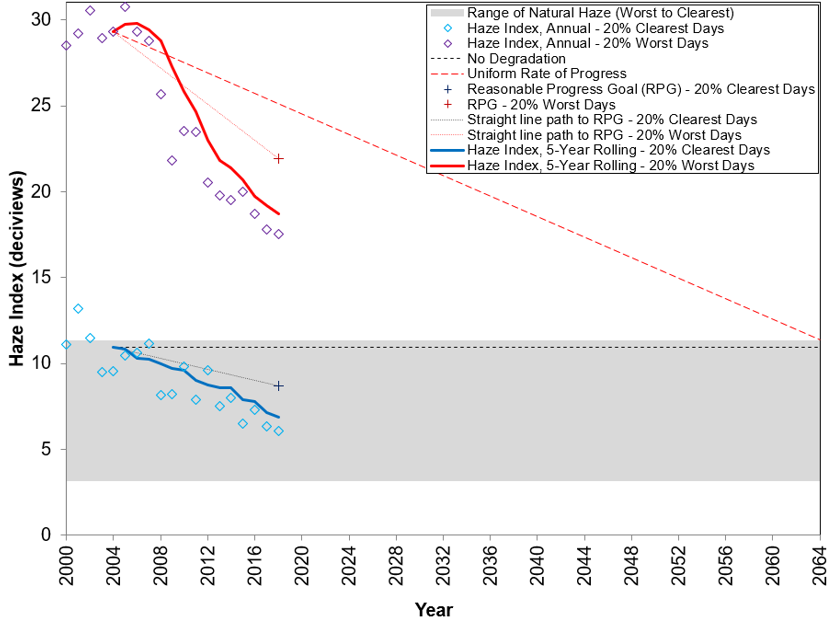 Range of Natural Haze (Worst to Clearest)
Haze Index, Annual - 20% Clearest Days
Haze Index, Annual - 20% Worst Days
No Degradation
Uniform Rate of Progress
Reasonable Progress Goal (RPG) - 20% Clearest Days
RPG - 20% Worst Days
Straight line path to RPG - 20% Clearest Days
Straight line path to RPG - 20% Worst Days
Haze Index, 5-Year Rolling - 20% Clearest Days
Haze Index, 5-Year Rolling - 20% Worst Days
Haze Index (deciviews)
30
25
20
15
10
5
0
2000 2004 2008 2012 2016 2020 2024 2028 2032 2036 2040 2044 2048 2052 2056 2060 2064
Year